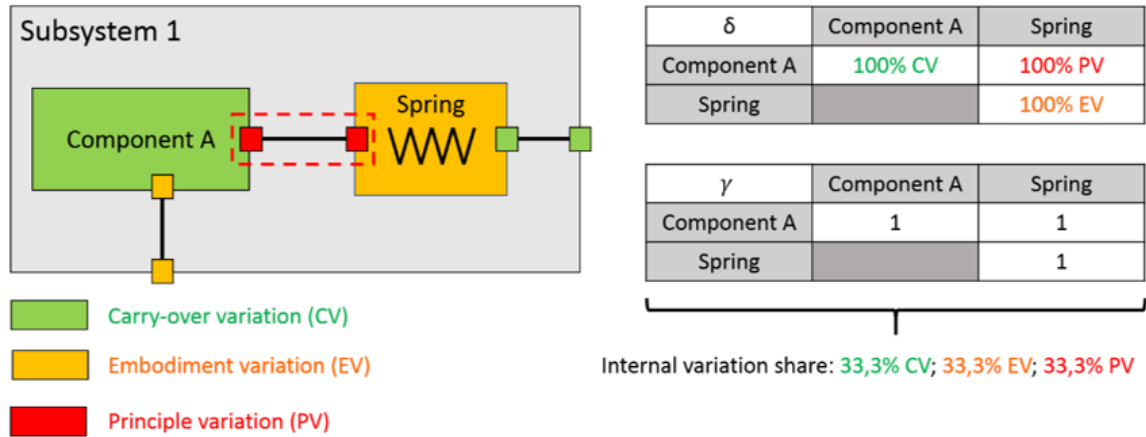 Subsystem 1
Component A
Spring
Carry-over variation (CV)
Embodiment variation (EV)
Principle variation (PV)
δ Component A Spring
Component A 100% CV 100% PV
Spring 100% EV
γ Component A Spring
Component A 1 1
Spring 1
Internal variation share: 33,3% CV; 33,3% EV; 33,3% PV